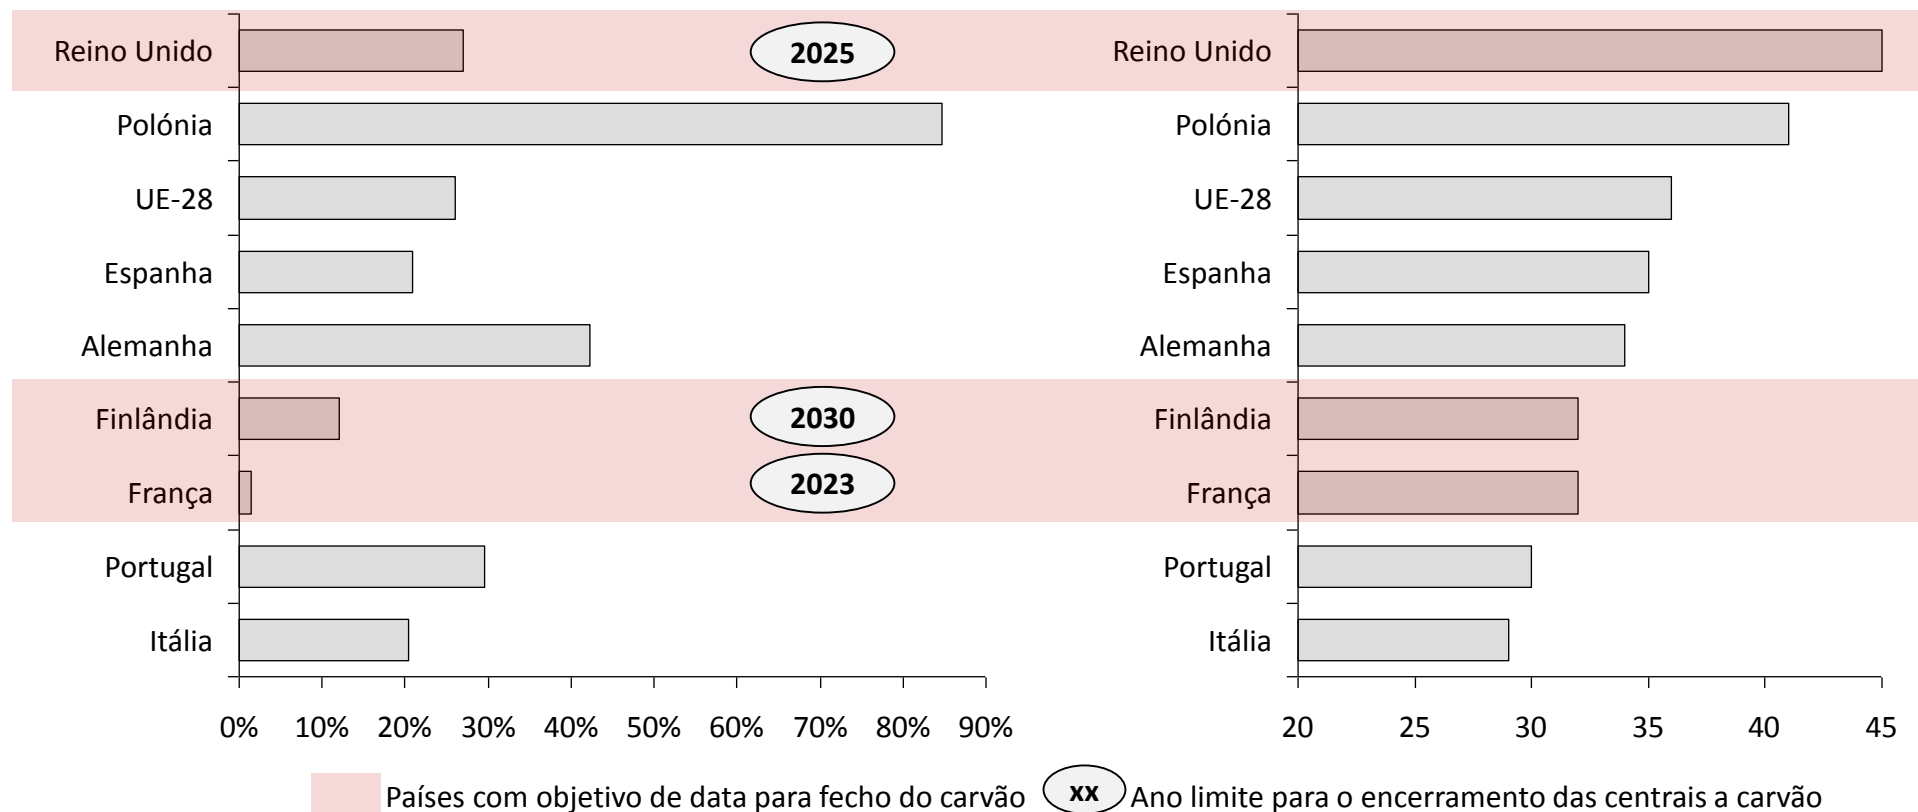 Reino Unido 2025 Reino Unido
Polónia Polónia
UE-28 UE-28
Espanha Espanha
Alemanha Alemanha
Finlândia 2030 Finlândia
França 2023 França
Portugal Portugal
Itália Itália
0% 10% 20% 30% 40% 50% 60% 70% 80% 90% 20 25 30 35 40 45
Países com objetivo de data para fecho do carvão xx Ano limite para o encerramento das centrais a carvão